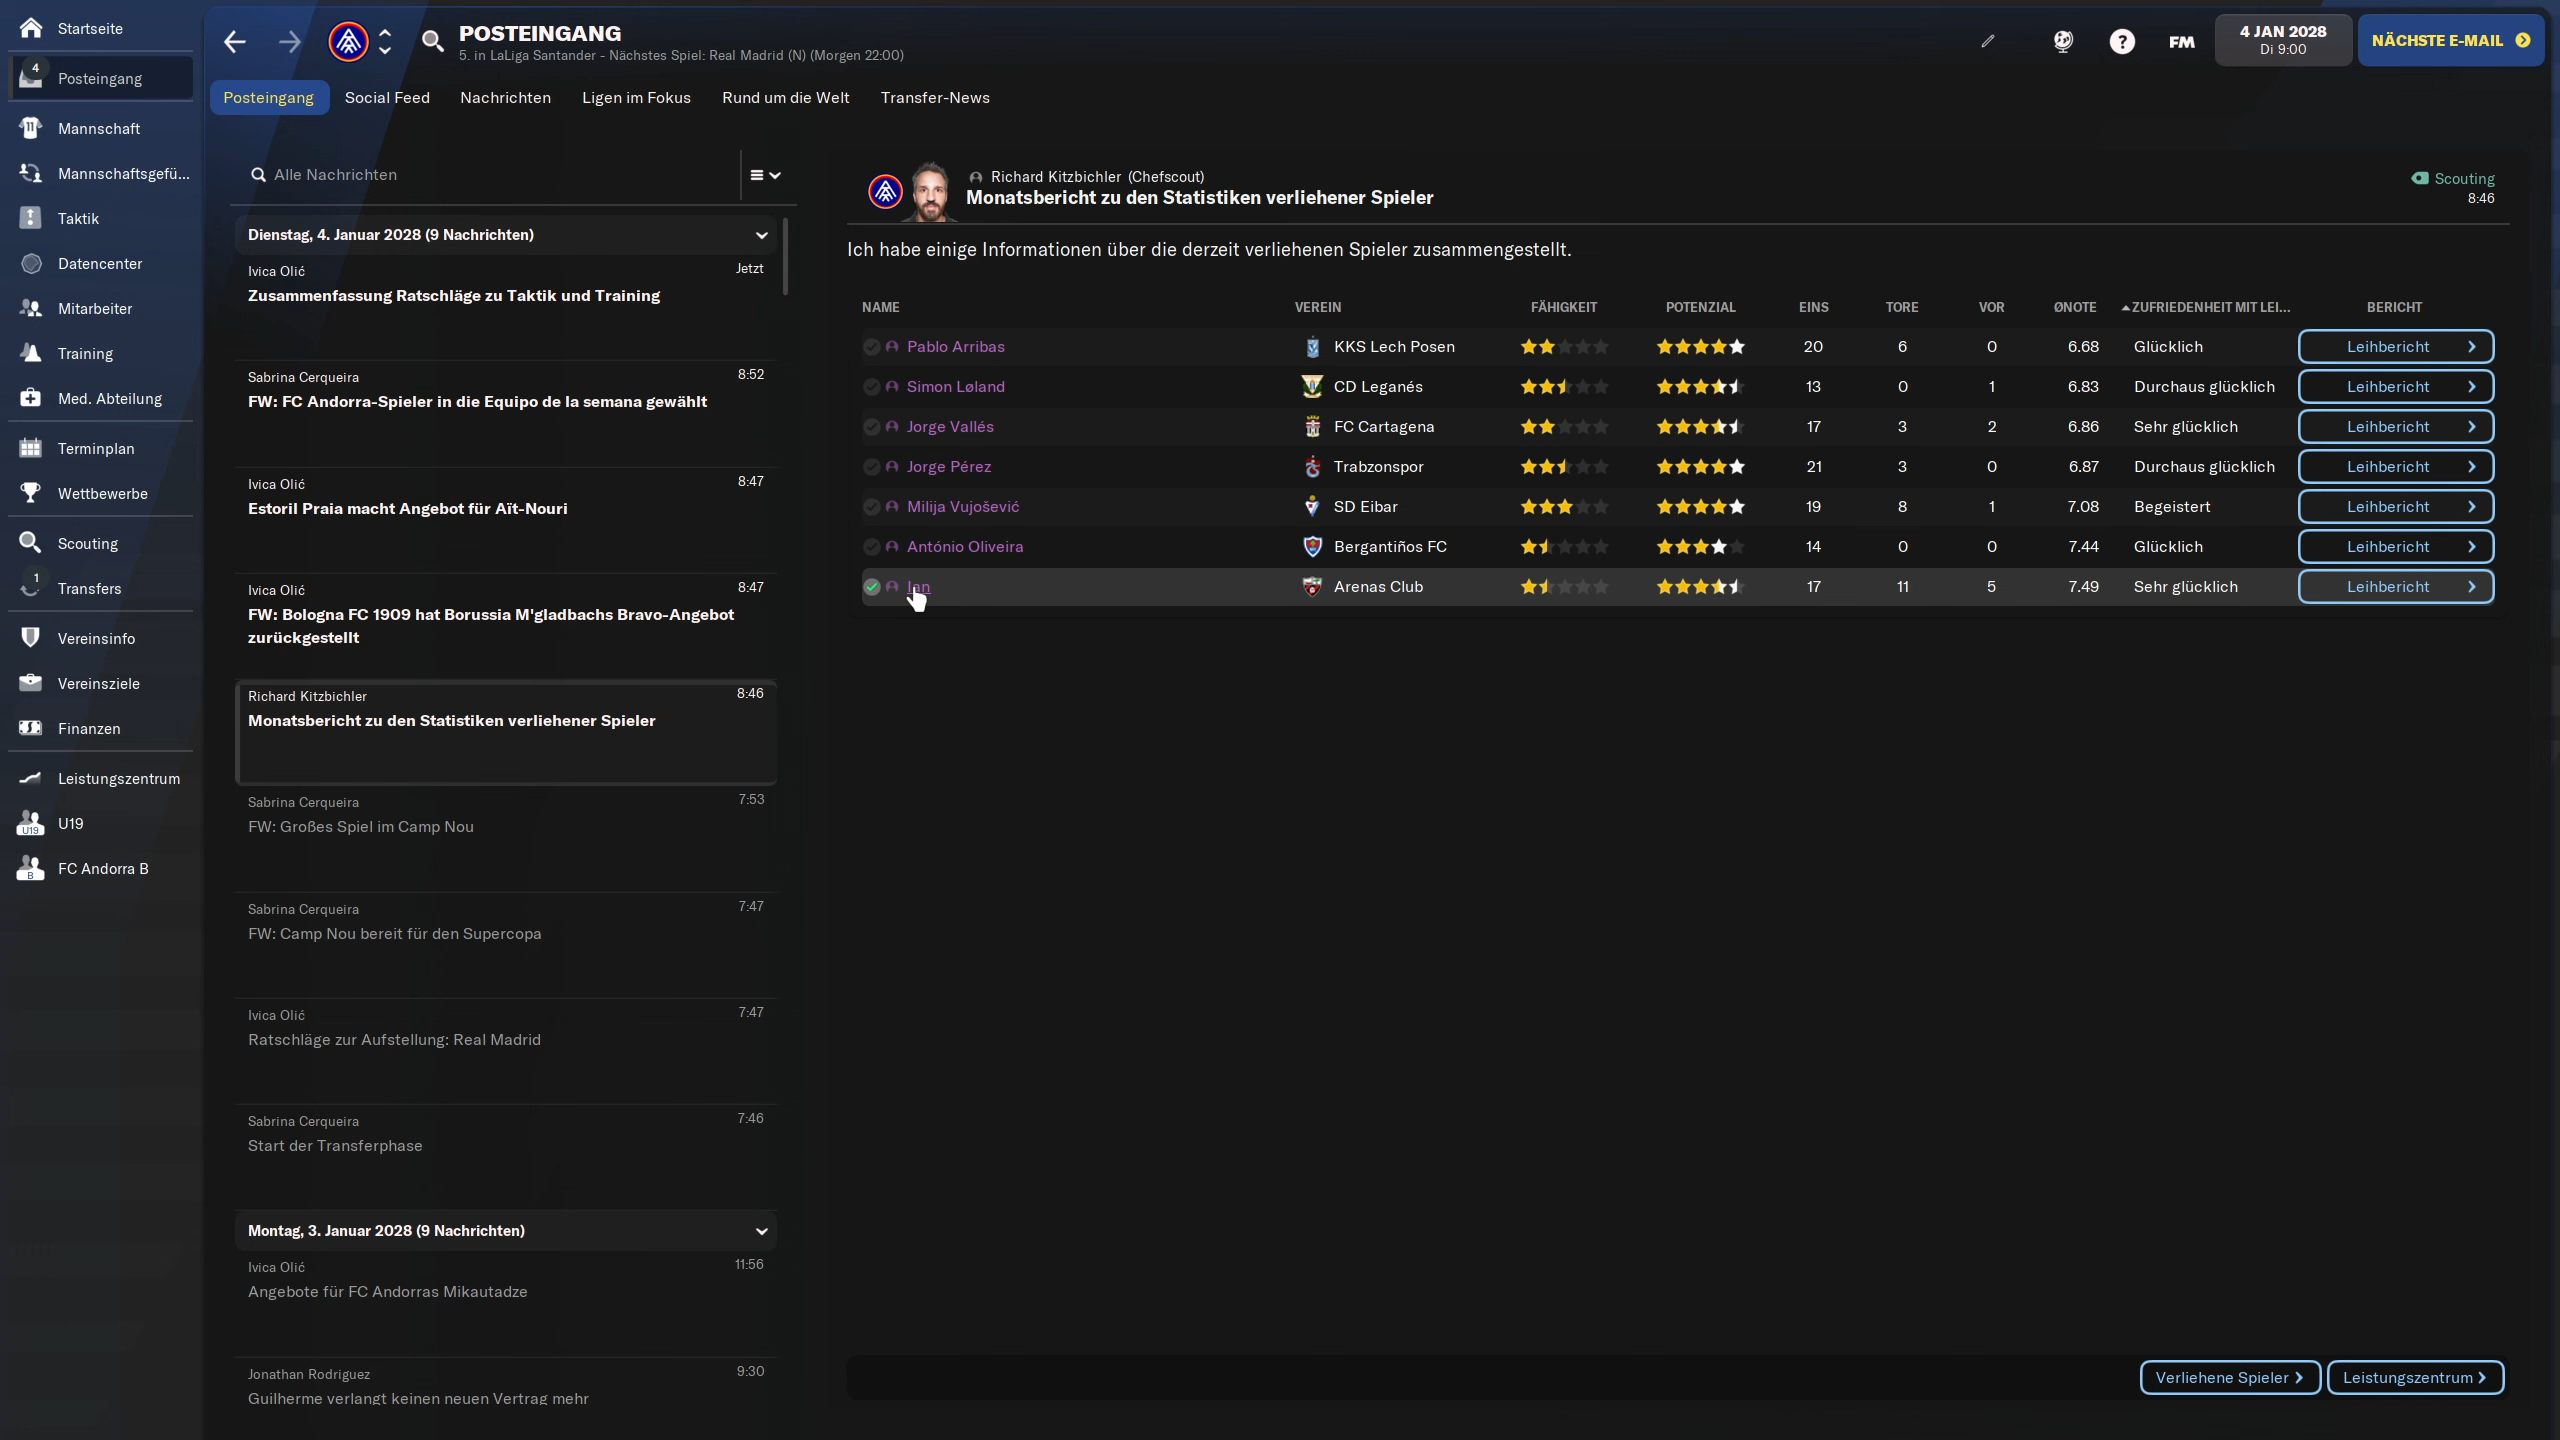 Startseite
4
Posteingang
Mannschaft
Mannschaftsgefü...
Taktik
Datencenter
Mitarbeiter
Training
Med. Abteilung
Terminplan
Wettbewerbe
Scouting
1
Transfers
Vereinsinfo
Vereinsziele
Finanzen
Leistungszentrum
U19
U19
B
FC Andorra B
POSTEINGANG
5. in LaLiga Santander - Nächstes Spiel: Real Madrid (N) (Morgen 22:00)
FM
4 JAN 2028
Di 9:00
NÄCHSTE E-MAIL
Posteingang Social Feed Nachrichten Ligen im Fokus Rund um die Welt Transfer-News
Alle Nachrichten
Dienstag, 4. Januar 2028 (9 Nachrichten)
Ivica Olić Jetzt
Zusammenfassung Ratschläge zu Taktik und Training
Sabrina Cerqueira 8:52
FW: FC Andorra-Spieler in die Equipo de la semana gewählt
Ivica Olić 8:47
Estoril Praia macht Angebot für Aït-Nouri
Ivica Olić 8:47
FW: Bologna FC 1909 hat Borussia M'gladbachs Bravo-Angebot
zurückgestellt
Richard Kitzbichler 8:46
Monatsbericht zu den Statistiken verliehener Spieler
Sabrina Cerqueira 7:53
FW: Großes Spiel im Camp Nou
Sabrina Cerqueira 7:47
FW: Camp Nou bereit für den Supercopa
Ivica Olić 7:47
Ratschläge zur Aufstellung: Real Madrid
Sabrina Cerqueira 7:46
Start der Transferphase
Montag, 3. Januar 2028 (9 Nachrichten)
Ivica Olić 11:56
Angebote für FC Andorras Mikautadze
Jonathan Rodriguez 9:30
Guilherme verlangt keinen neuen Vertrag mehr
Richard Kitzbichler (Chefscout)
Monatsbericht zu den Statistiken verliehener Spieler
Scouting
8:46
Ich habe einige Informationen über die derzeit verliehenen Spieler zusammengestellt.
NAME VEREIN FÄHIGKEIT POTENZIAL EINS TORE VOR ØNOTE ZUFRIEDENHEIT MIT LEI... BERICHT
Pablo Arribas KKS Lech Posen 20 6 0 6.68 Glücklich Leihbericht
Simon Løland CD Leganés 13 0 1 6.83 Durchaus glücklich Leihbericht
Jorge Vallés FC Cartagena 17 3 2 6.86 Sehr glücklich Leihbericht
Jorge Pérez Trabzonspor 21 3 0 6.87 Durchaus glücklich Leihbericht
Milija Vujošević SD Eibar 19 8 1 7.08 Begeistert Leihbericht
António Oliveira Bergantiños FC 14 0 0 7.44 Glücklich Leihbericht
Ian Arenas Club 17 11 5 7.49 Sehr glücklich Leihbericht
Verliehene Spieler Leistungszentrum